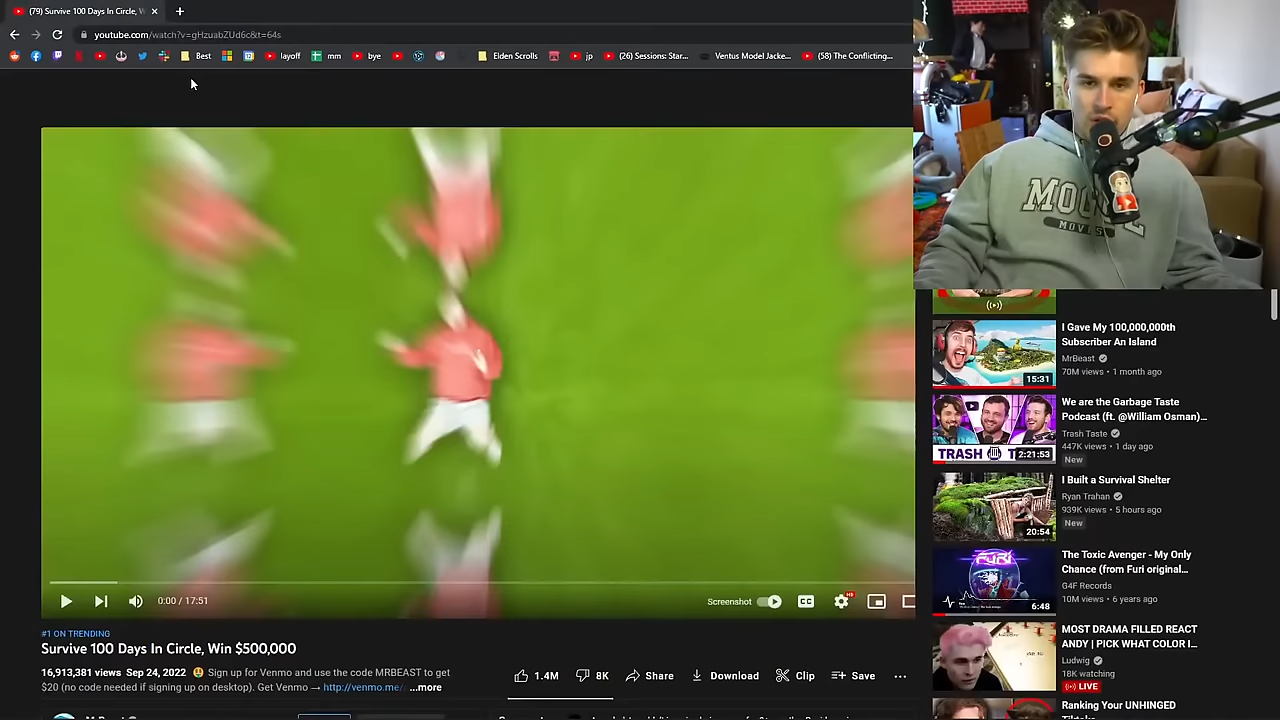 (79) Survive 100 Days In Circle, W
youtube.com/watch?v=gHzuabZUd6c&t=64s
Best
layoff
mm
bye
Elden Scrolls
jp
(26) Sessions: Star...
Ventus Model Jacke...
(58) The Conflicting...
MOVIES
I Gave My 100,000,000th
Subscriber An Island
MrBeast
70M views • 1 month ago
15:31
We are the Garbage Taste
Podcast (ft. @William Osman)...
Trash Taste
447K views • 1 day ago
New
TRASH T
2:21:53
I Built a Survival Shelter
Ryan Trahan
939K views • 5 hours ago
New
20:54
The Toxic Avenger - My Only
Chance (from Furi original...
G4F Records
10M views • 6 years ago
FURI
6:48
MOST DRAMA FILLED REACT
ANDY | PICK WHAT COLOR I...
Ludwig
18K watching
LIVE
Ranking Your UNHINGED
0:00 / 17:51
Screenshot
CC
HD
#1 ON TRENDING
Survive 100 Days In Circle, Win $500,000
16,913,381 views Sep 24, 2022 🤑 Sign up for Venmo and use the code MRBEAST to get
$20 (no code needed if signing up on desktop). Get Venmo → http://venmo.me/ ...more
1.4M
8K
Share
Download
Clip
Save